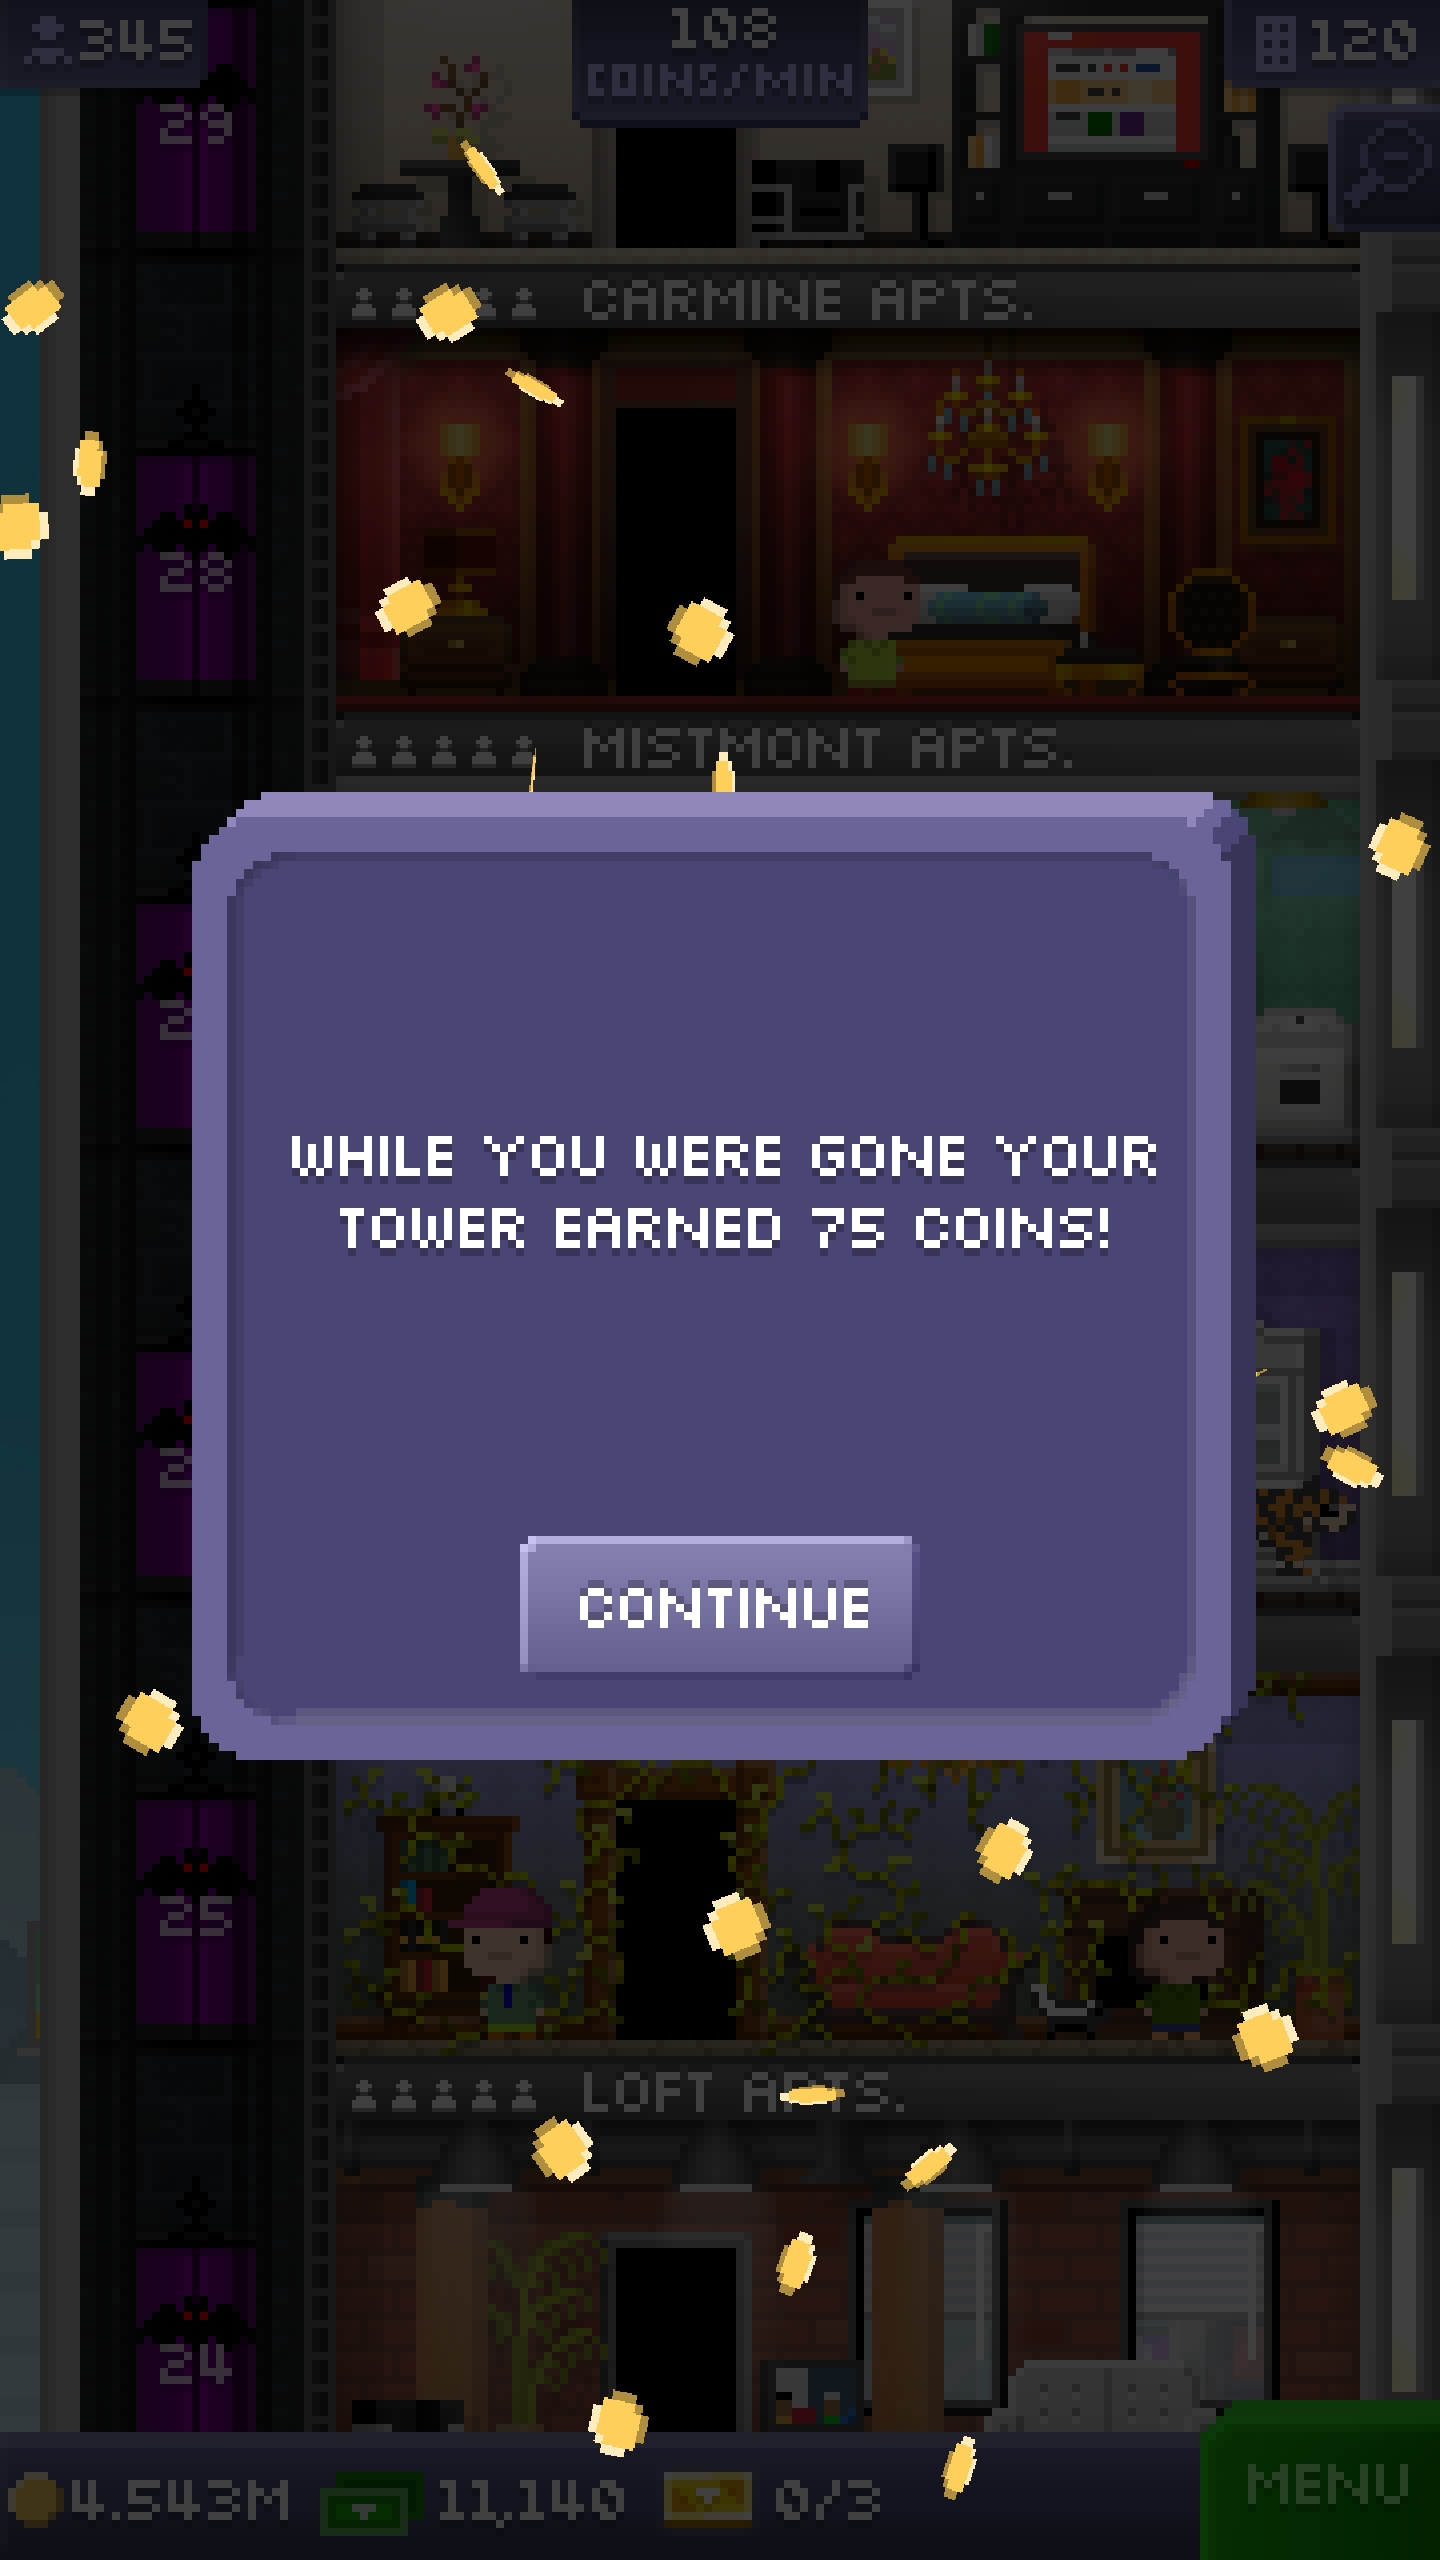 345
108
COINS/MIN
120
29
CARMINE APTS.
28
MISTMONT APTS.
WHILE YOU WERE GONE YOUR
TOWER EARNED 75 COINS!
CONTINUE
25
LOFT APTS.
24
4.543M
11,140
0/3
MENU